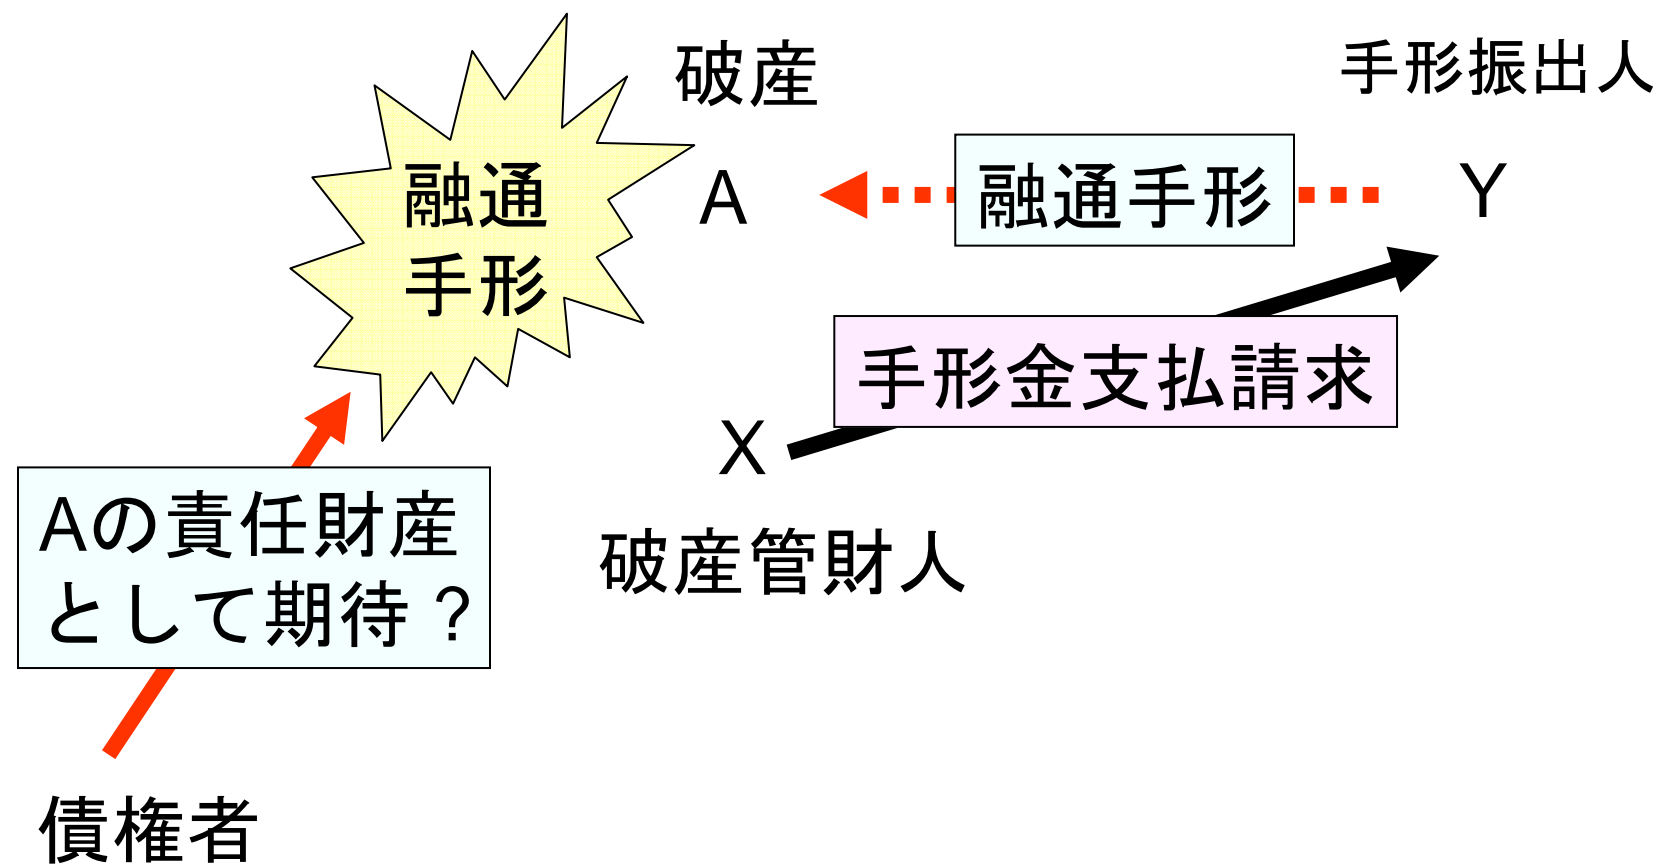 破産
手形振出人
融通
手形
A
融通手形
Y
手形金支払請求
X
Aの責任財産
として期待？
破産管財人
債権者